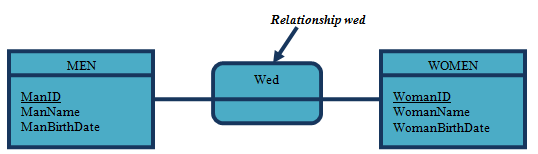 Relationship wed
MEN
ManID
ManName
ManBirthDate
Wed
WOMEN
WomanID
WomanName
WomanBirthDate